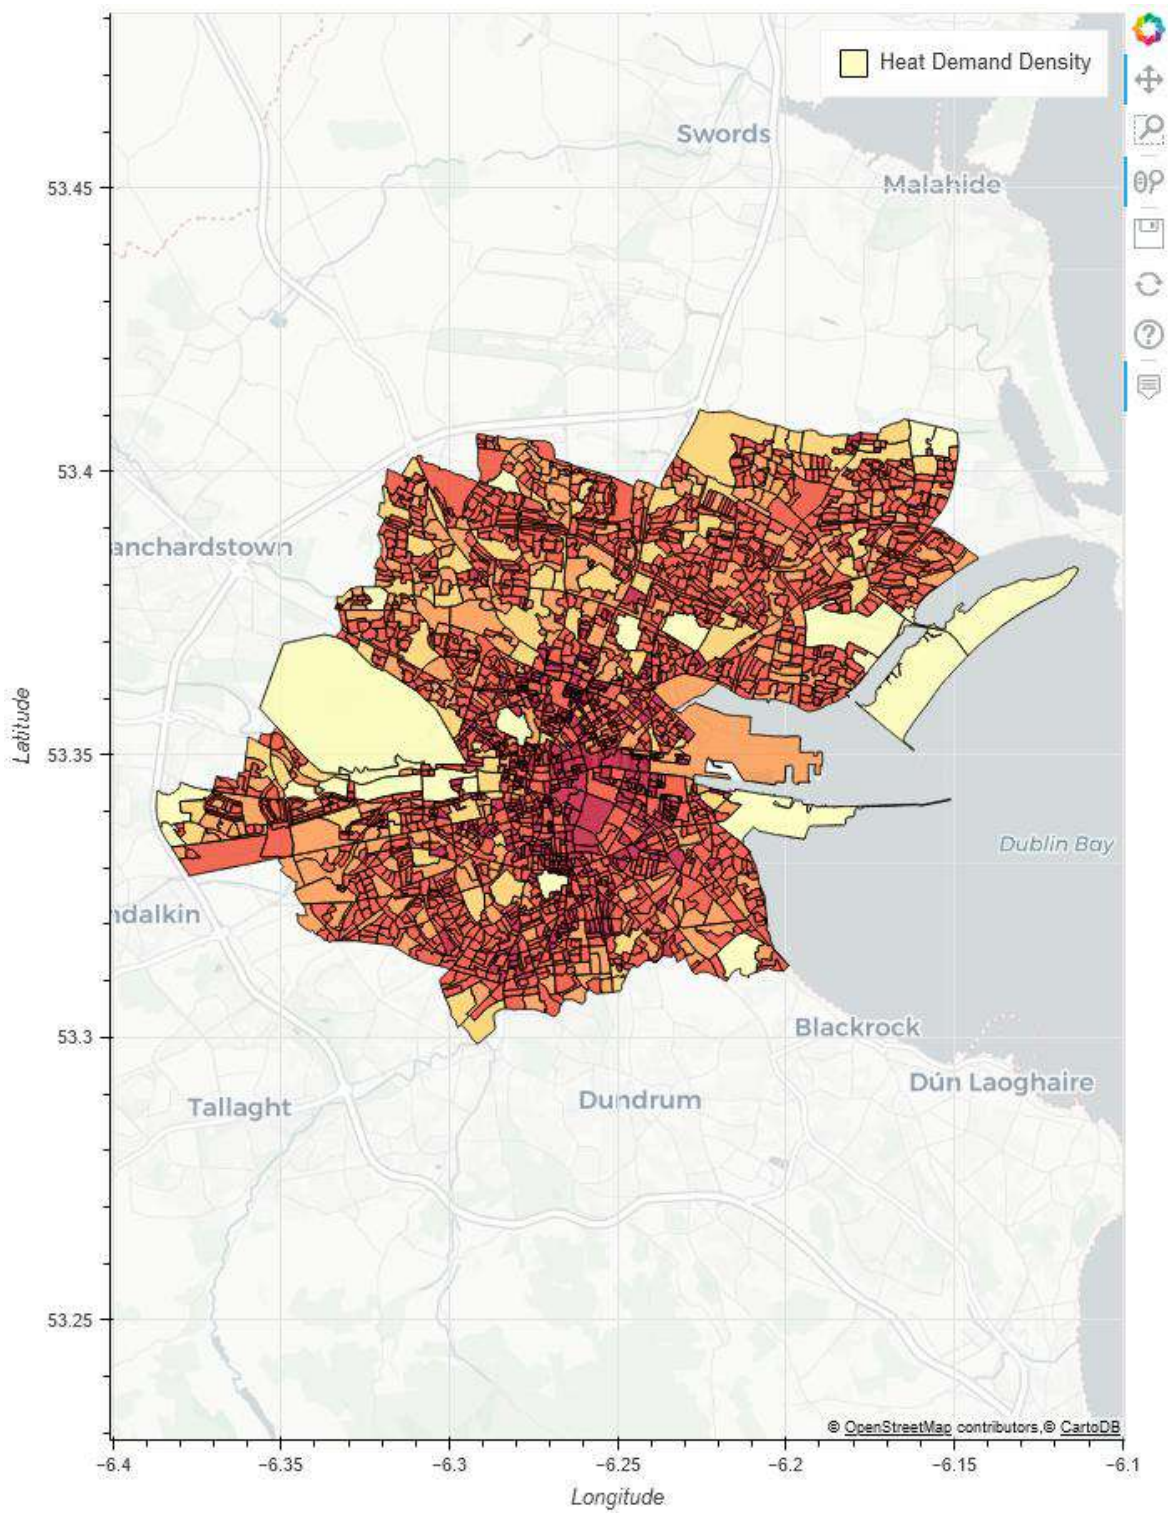 Heat Demand Density
Swords
Malahide
53.45
53.4
anchardstown
53.35
Latitude
Dublin Bay
ndalkin
53.3
Blackrock
Dún Laoghaire
Tallaght
Dundrum
53.25
© OpenStreetMap contributors,© CartoDB
−6.4 −6.35 −6.3 −6.25 −6.2 −6.15 −6.1
Longitude